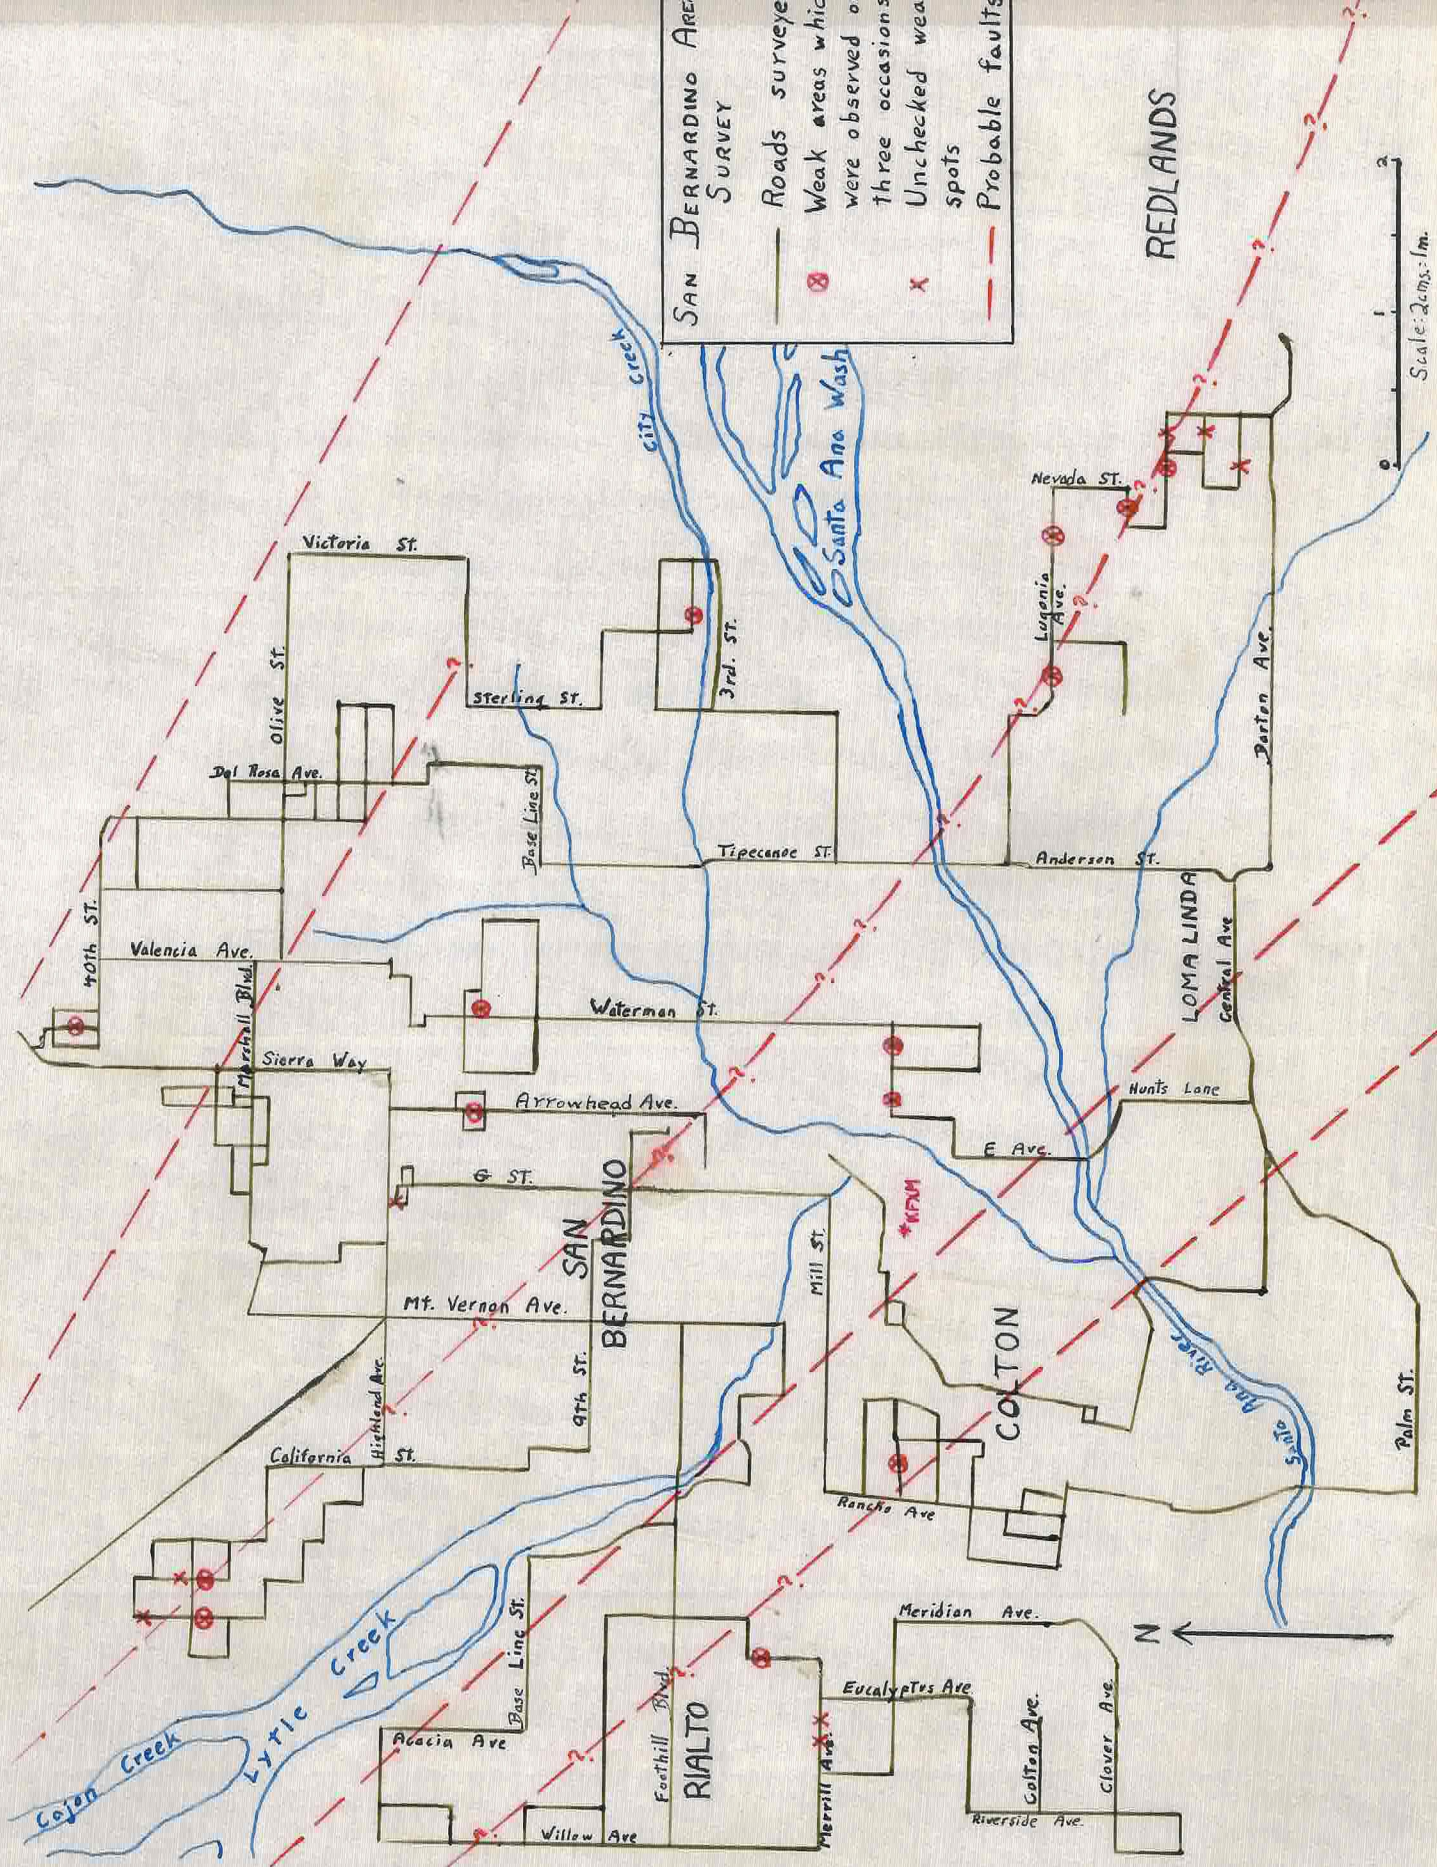 SAN BERNARDINO AREA
SURVEY
Roads surveye
Weak areas whic
were observed o
three occasions
Unchecked wea
spots
Probable faults
REDLANDS
2
1
0
Scale: 2cms.=1m.
City Creek
Santa Ana Wash
Victoria St.
Olive St.
Sterling St.
3rd. St.
Nevada St.
Lugonia
Ave.
Barton Ave.
Del Rosa Ave.
Base Line St.
Tipecanoe St.
Anderson St.
LOMA LINDA
Central Ave
40th St.
Valencia Ave.
Marshall Blvd.
Waterman St.
Sierra Way
Arrowhead Ave.
Hunts Lane
E Ave.
G St.
SAN
BERNARDINO
*KFXM
Mill St.
Mt. Vernon Ave.
9th St.
Highland Ave.
California St.
COLTON
Santa Ana River
Palm St.
Rancho Ave
Cajon Creek
Lytle Creek
Base Line St.
Acacia Ave
Foothill Blvd.
RIALTO
Willow Ave
Merrill Ave.
Eucalyptus Ave
Meridian Ave.
Colton Ave.
Clover Ave.
Riverside Ave.
N
? ? ? ? ? ? ? ? ? ? ? ? ? ? ? ? ? ? ? ? ?